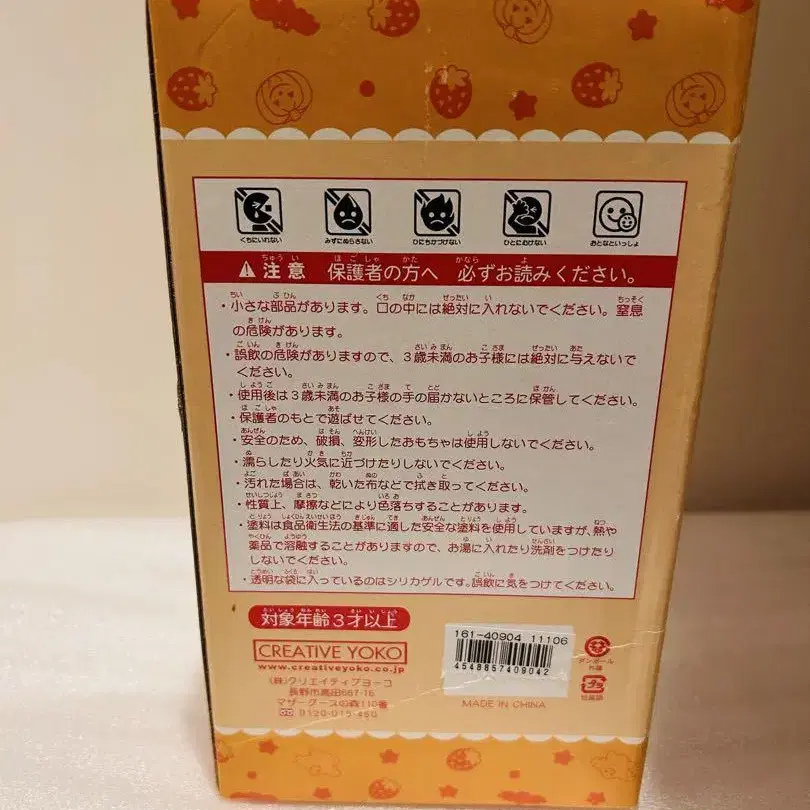 くちにいれない みずにぬらさない ひにちかづけない ひとにむけない おとなといっしょ
注意 保護者の方へ 必ずお読みください。
・小さな部品があります。口の中には絶対に入れないでください。窒息
の危険があります。
・誤飲の危険がありますので、3歳未満のお子様には絶対に与えないで
ください。
・使用後は3歳未満のお子様の手の届かないところに保管してください。
・保護者のもとで遊ばせてください。
・安全のため、破損、変形したおもちゃは使用しないでください。
・濡らしたり火気に近づけたりしないでください。
・汚れた場合は、乾いた布などで拭き取ってください。
・性質上、摩擦などにより色落ちすることがあります。
・塗料は食品衛生法の基準に適した安全な塗料を使用していますが、熱や
薬品で溶融することがありますので、お湯に入れたり洗剤をつけたり
しないでください。
・透明な袋に入っているのはシリカゲルです。誤飲に気をつけてください。
対象年齢3才以上
CREATIVE YOKO
www.creativeyoko.co.jp
(株)クリエイティブヨーコ
長野市高田667-16
マザーグースの森110番
0120-015-450
161-40904 11106
4548857409042
MADE IN CHINA
ダンボール
外箱